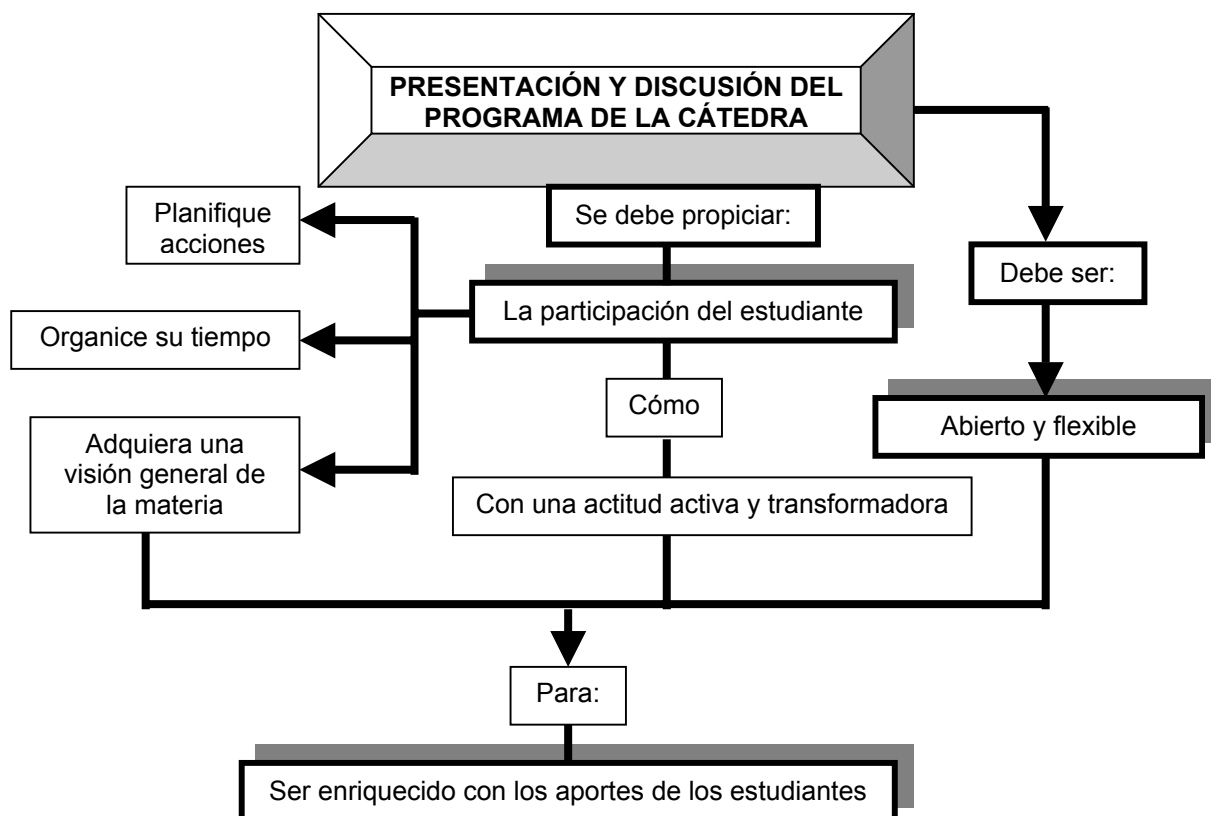 PRESENTACIÓN Y DISCUSIÓN DEL
PROGRAMA DE LA CÁTEDRA
Se debe propiciar:
Planifique
acciones
Debe ser:
La participación del estudiante
Organice su tiempo
Cómo
Abierto y flexible
Adquiera una
visión general de
la materia
Con una actitud activa y transformadora
Para:
Ser enriquecido con los aportes de los estudiantes